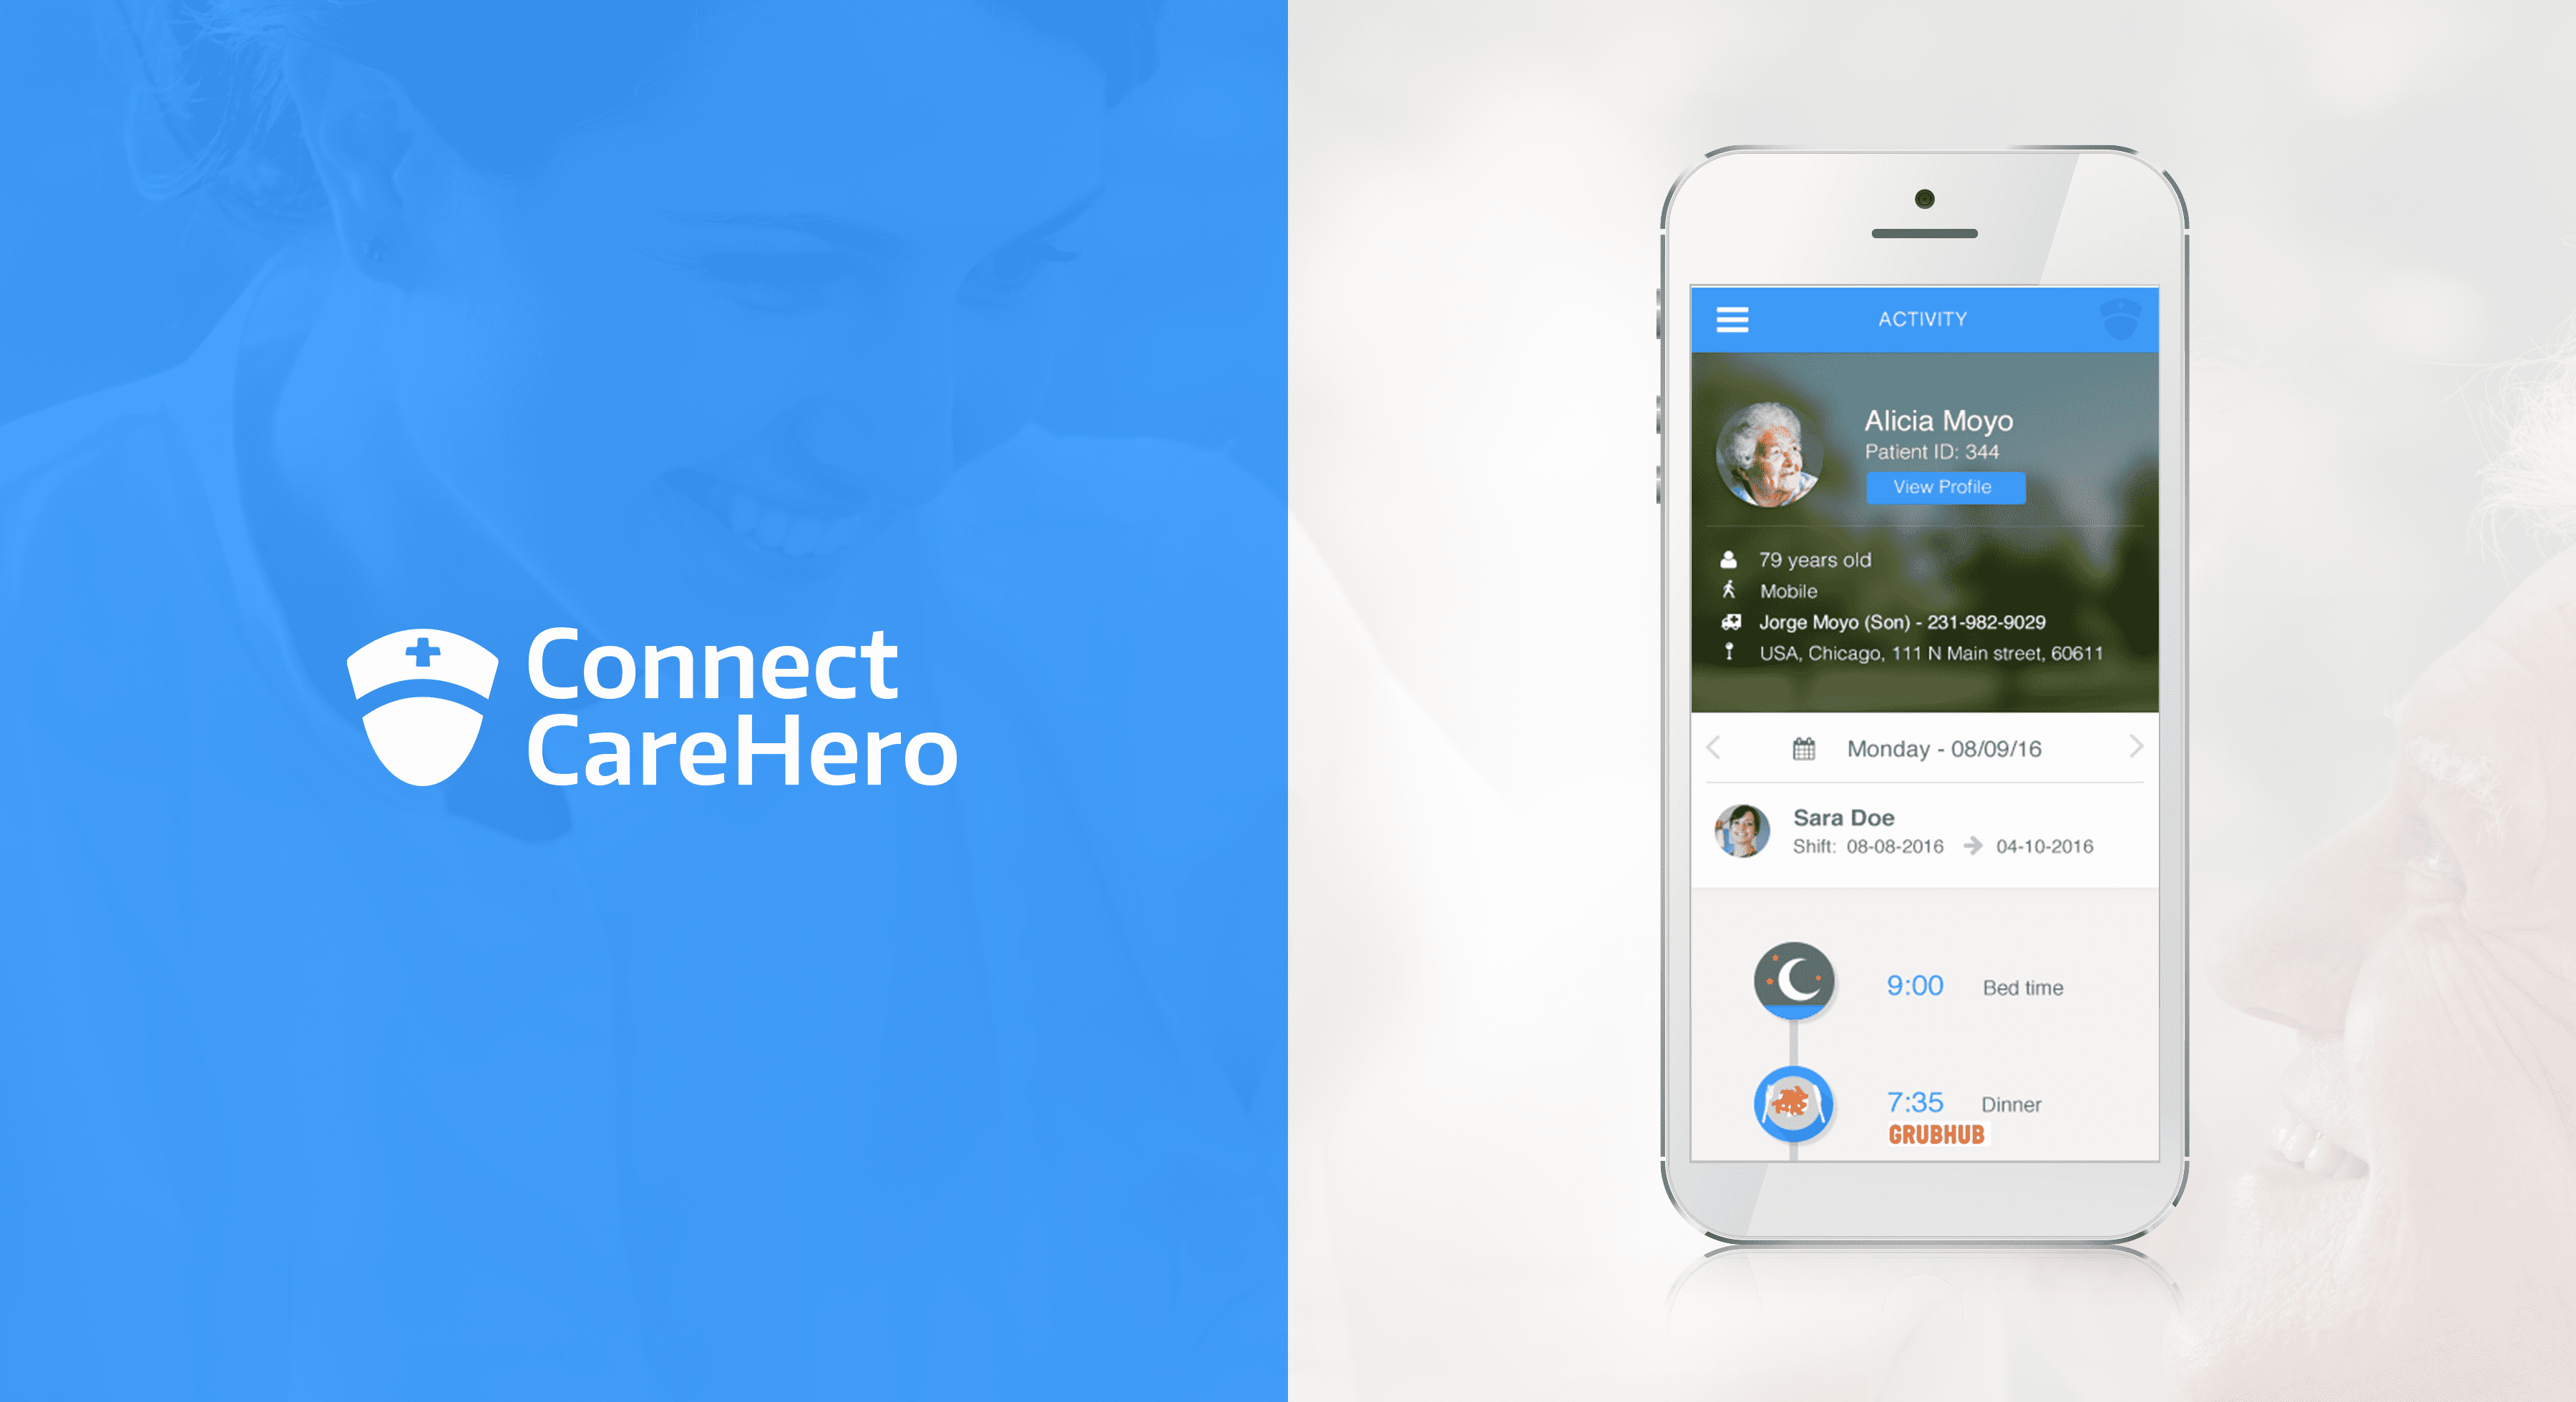 Connect
CareHero
ACTIVITY
Alicia Moyo
Patient ID: 344
View Profile
79 years old
Mobile
Jorge Moyo (Son) - 231-982-9029
USA, Chicago, 111 N Main street, 60611
Monday - 08/09/16
Sara Doe
Shift: 08-08-2016 → 04-10-2016
9:00 Bed time
7:35 Dinner
GRUBHUB